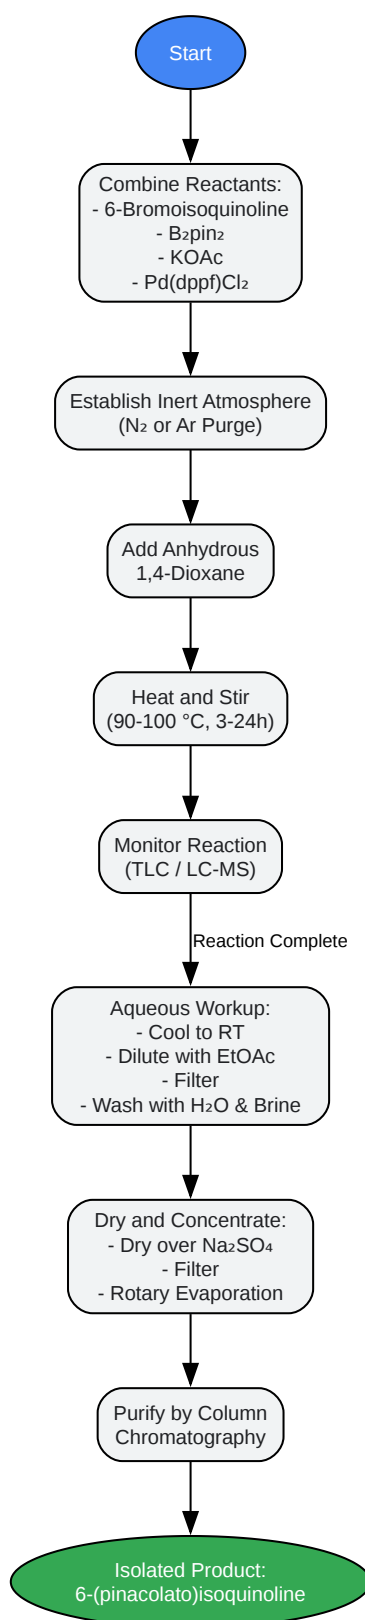 Start
Combine Reactants:
- 6-Bromoisoquinoline
- B₂pin₂
- KOAc
- Pd(dppf)Cl₂
Establish Inert Atmosphere
(N₂ or Ar Purge)
Add Anhydrous
1,4-Dioxane
Heat and Stir
(90-100 °C, 3-24h)
Monitor Reaction
(TLC / LC-MS)
Reaction Complete
Aqueous Workup:
- Cool to RT
- Dilute with EtOAc
- Filter
- Wash with H₂O & Brine
Dry and Concentrate:
- Dry over Na₂SO₄
- Filter
- Rotary Evaporation
Purify by Column
Chromatography
Isolated Product:
6-(pinacolato)isoquinoline